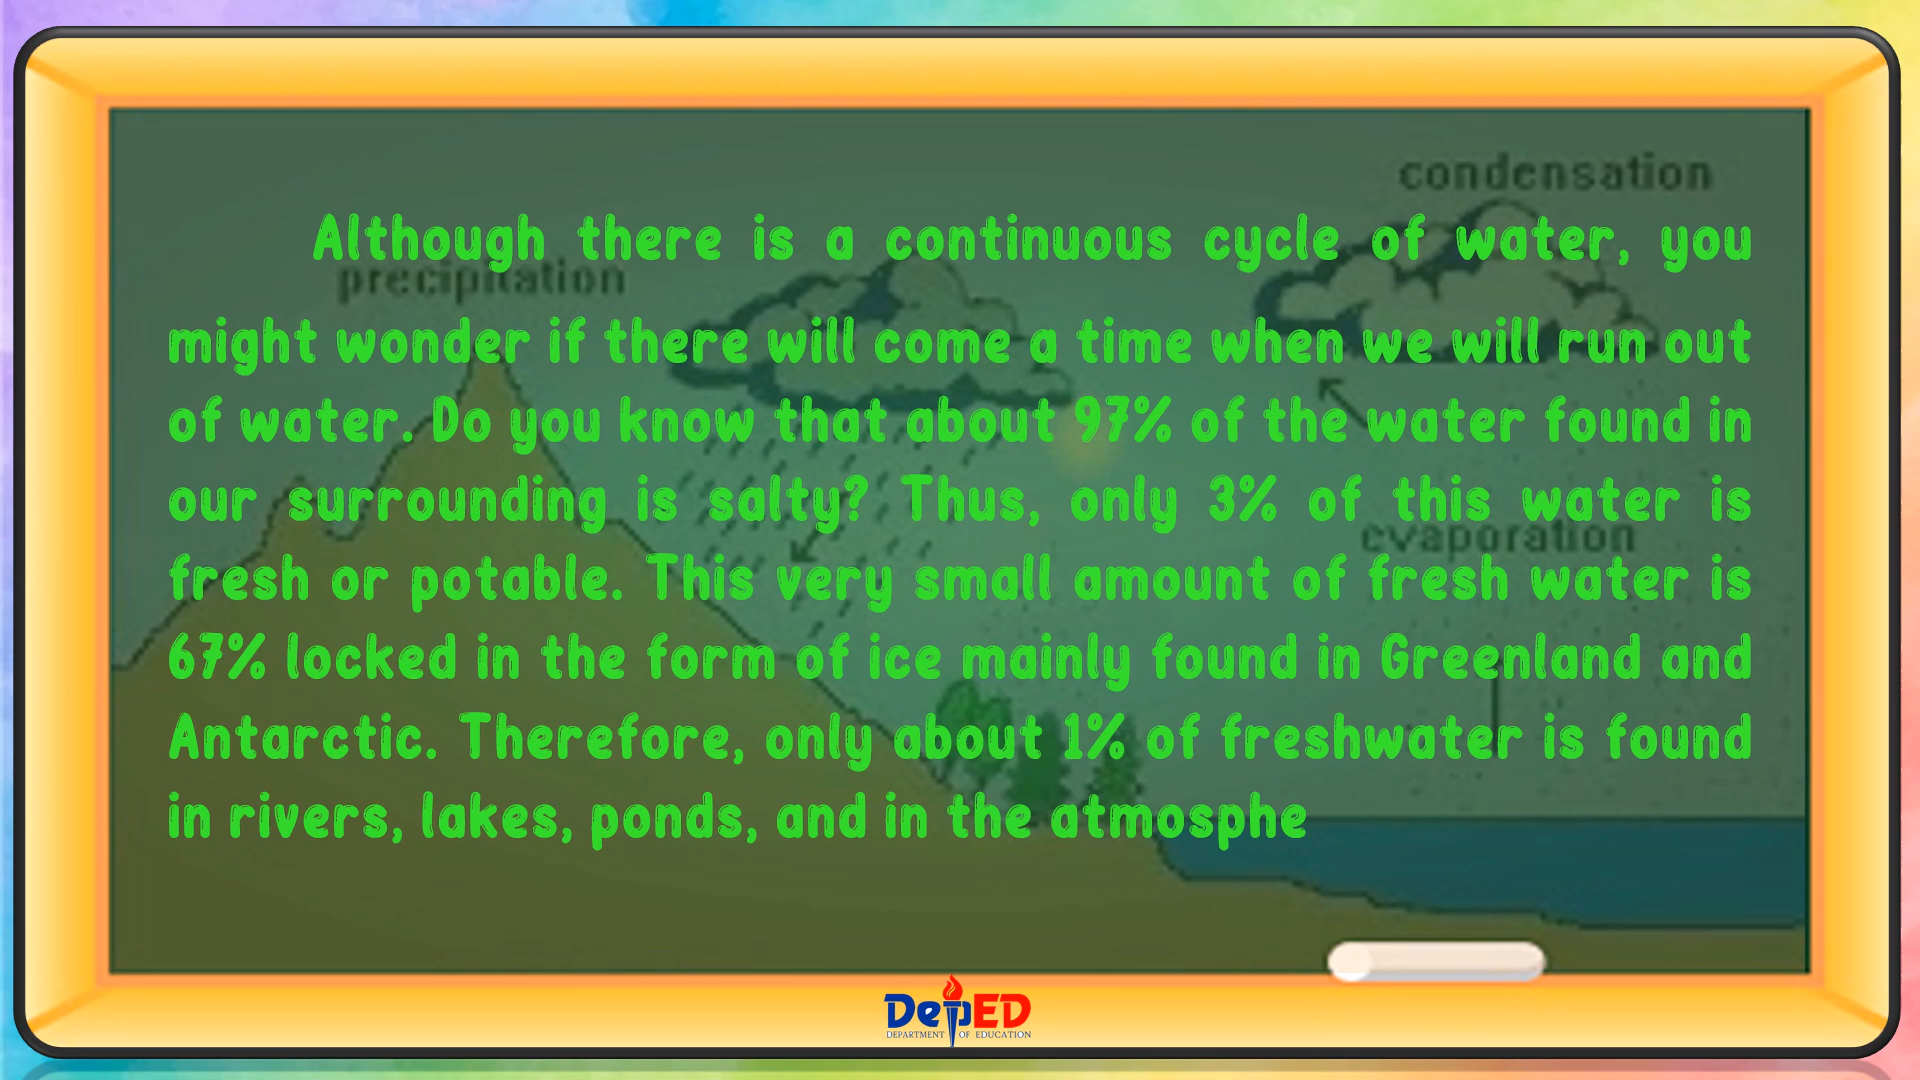 condensation
Although there is a continuous cycle of water, you
precipitation
might wonder if there will come a time when we will run out
of water. Do you know that about 97% of the water found in
our surrounding is salty? Thus, only 3% of this water is
evaporation
fresh or potable. This very small amount of fresh water is
67% locked in the form of ice mainly found in Greenland and
Antarctic. Therefore, only about 1% of freshwater is found
in rivers, lakes, ponds, and in the atmosphe
DepED
DEPARTMENT OF EDUCATION